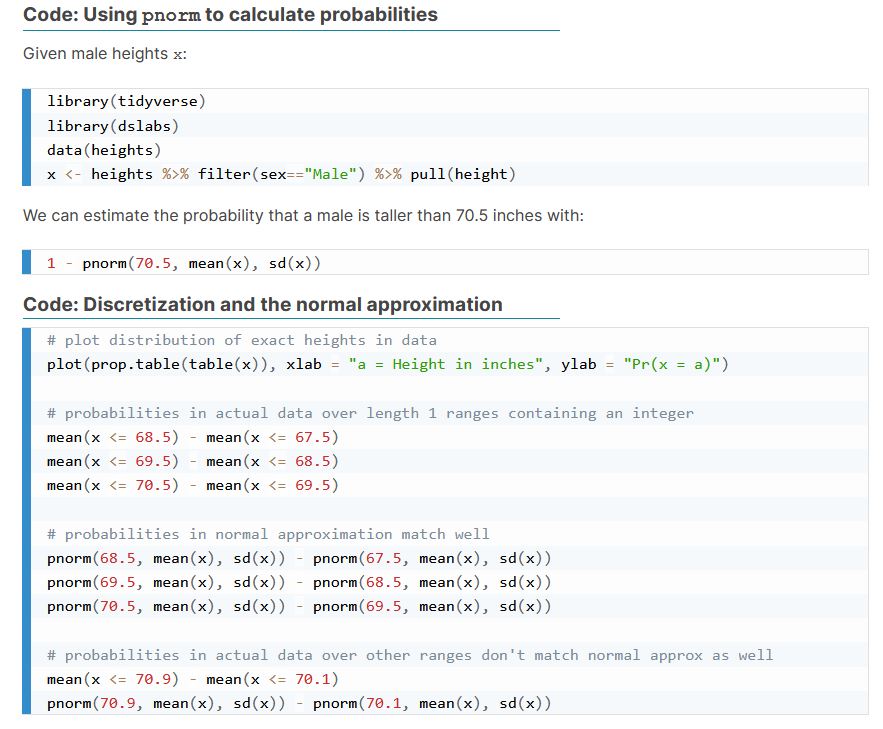 Code: Using pnorm to calculate probabilities
Given male heights x:
library(tidyverse)
library(dslabs)
data(heights)
x <- heights %>% filter(sex=="Male") %>% pull(height)
We can estimate the probability that a male is taller than 70.5 inches with:
1 - pnorm(70.5, mean(x), sd(x))
Code: Discretization and the normal approximation
# plot distribution of exact heights in data
plot(prop.table(table(x)), xlab = "a = Height in inches", ylab = "Pr(x = a)")
# probabilities in actual data over length 1 ranges containing an integer
mean(x <= 68.5) - mean(x <= 67.5)
mean(x <= 69.5) - mean(x <= 68.5)
mean(x <= 70.5) - mean(x <= 69.5)
# probabilities in normal approximation match well
pnorm(68.5, mean(x), sd(x)) - pnorm(67.5, mean(x), sd(x))
pnorm(69.5, mean(x), sd(x)) - pnorm(68.5, mean(x), sd(x))
pnorm(70.5, mean(x), sd(x)) - pnorm(69.5, mean(x), sd(x))
# probabilities in actual data over other ranges don't match normal approx as well
mean(x <= 70.9) - mean(x <= 70.1)
pnorm(70.9, mean(x), sd(x)) - pnorm(70.1, mean(x), sd(x))